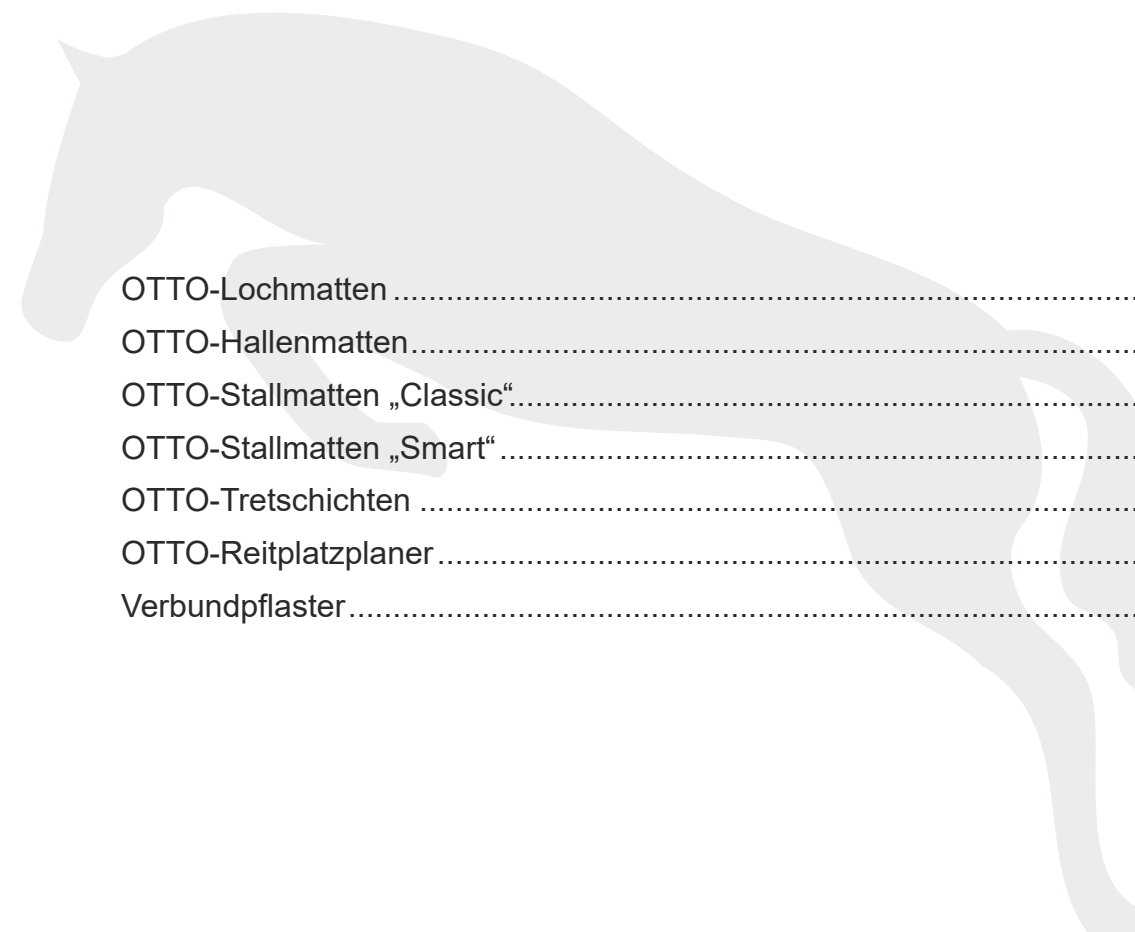 OTTO-Lochmatten ........................................................................................
OTTO-Hallenmatten........................................................................................
OTTO-Stallmatten „Classic“........................................................................
OTTO-Stallmatten „Smart“ ........................................................................
OTTO-Tretschichten ....................................................................................
OTTO-Reitplatzplaner ..................................................................................
Verbundpflaster............................................................................................